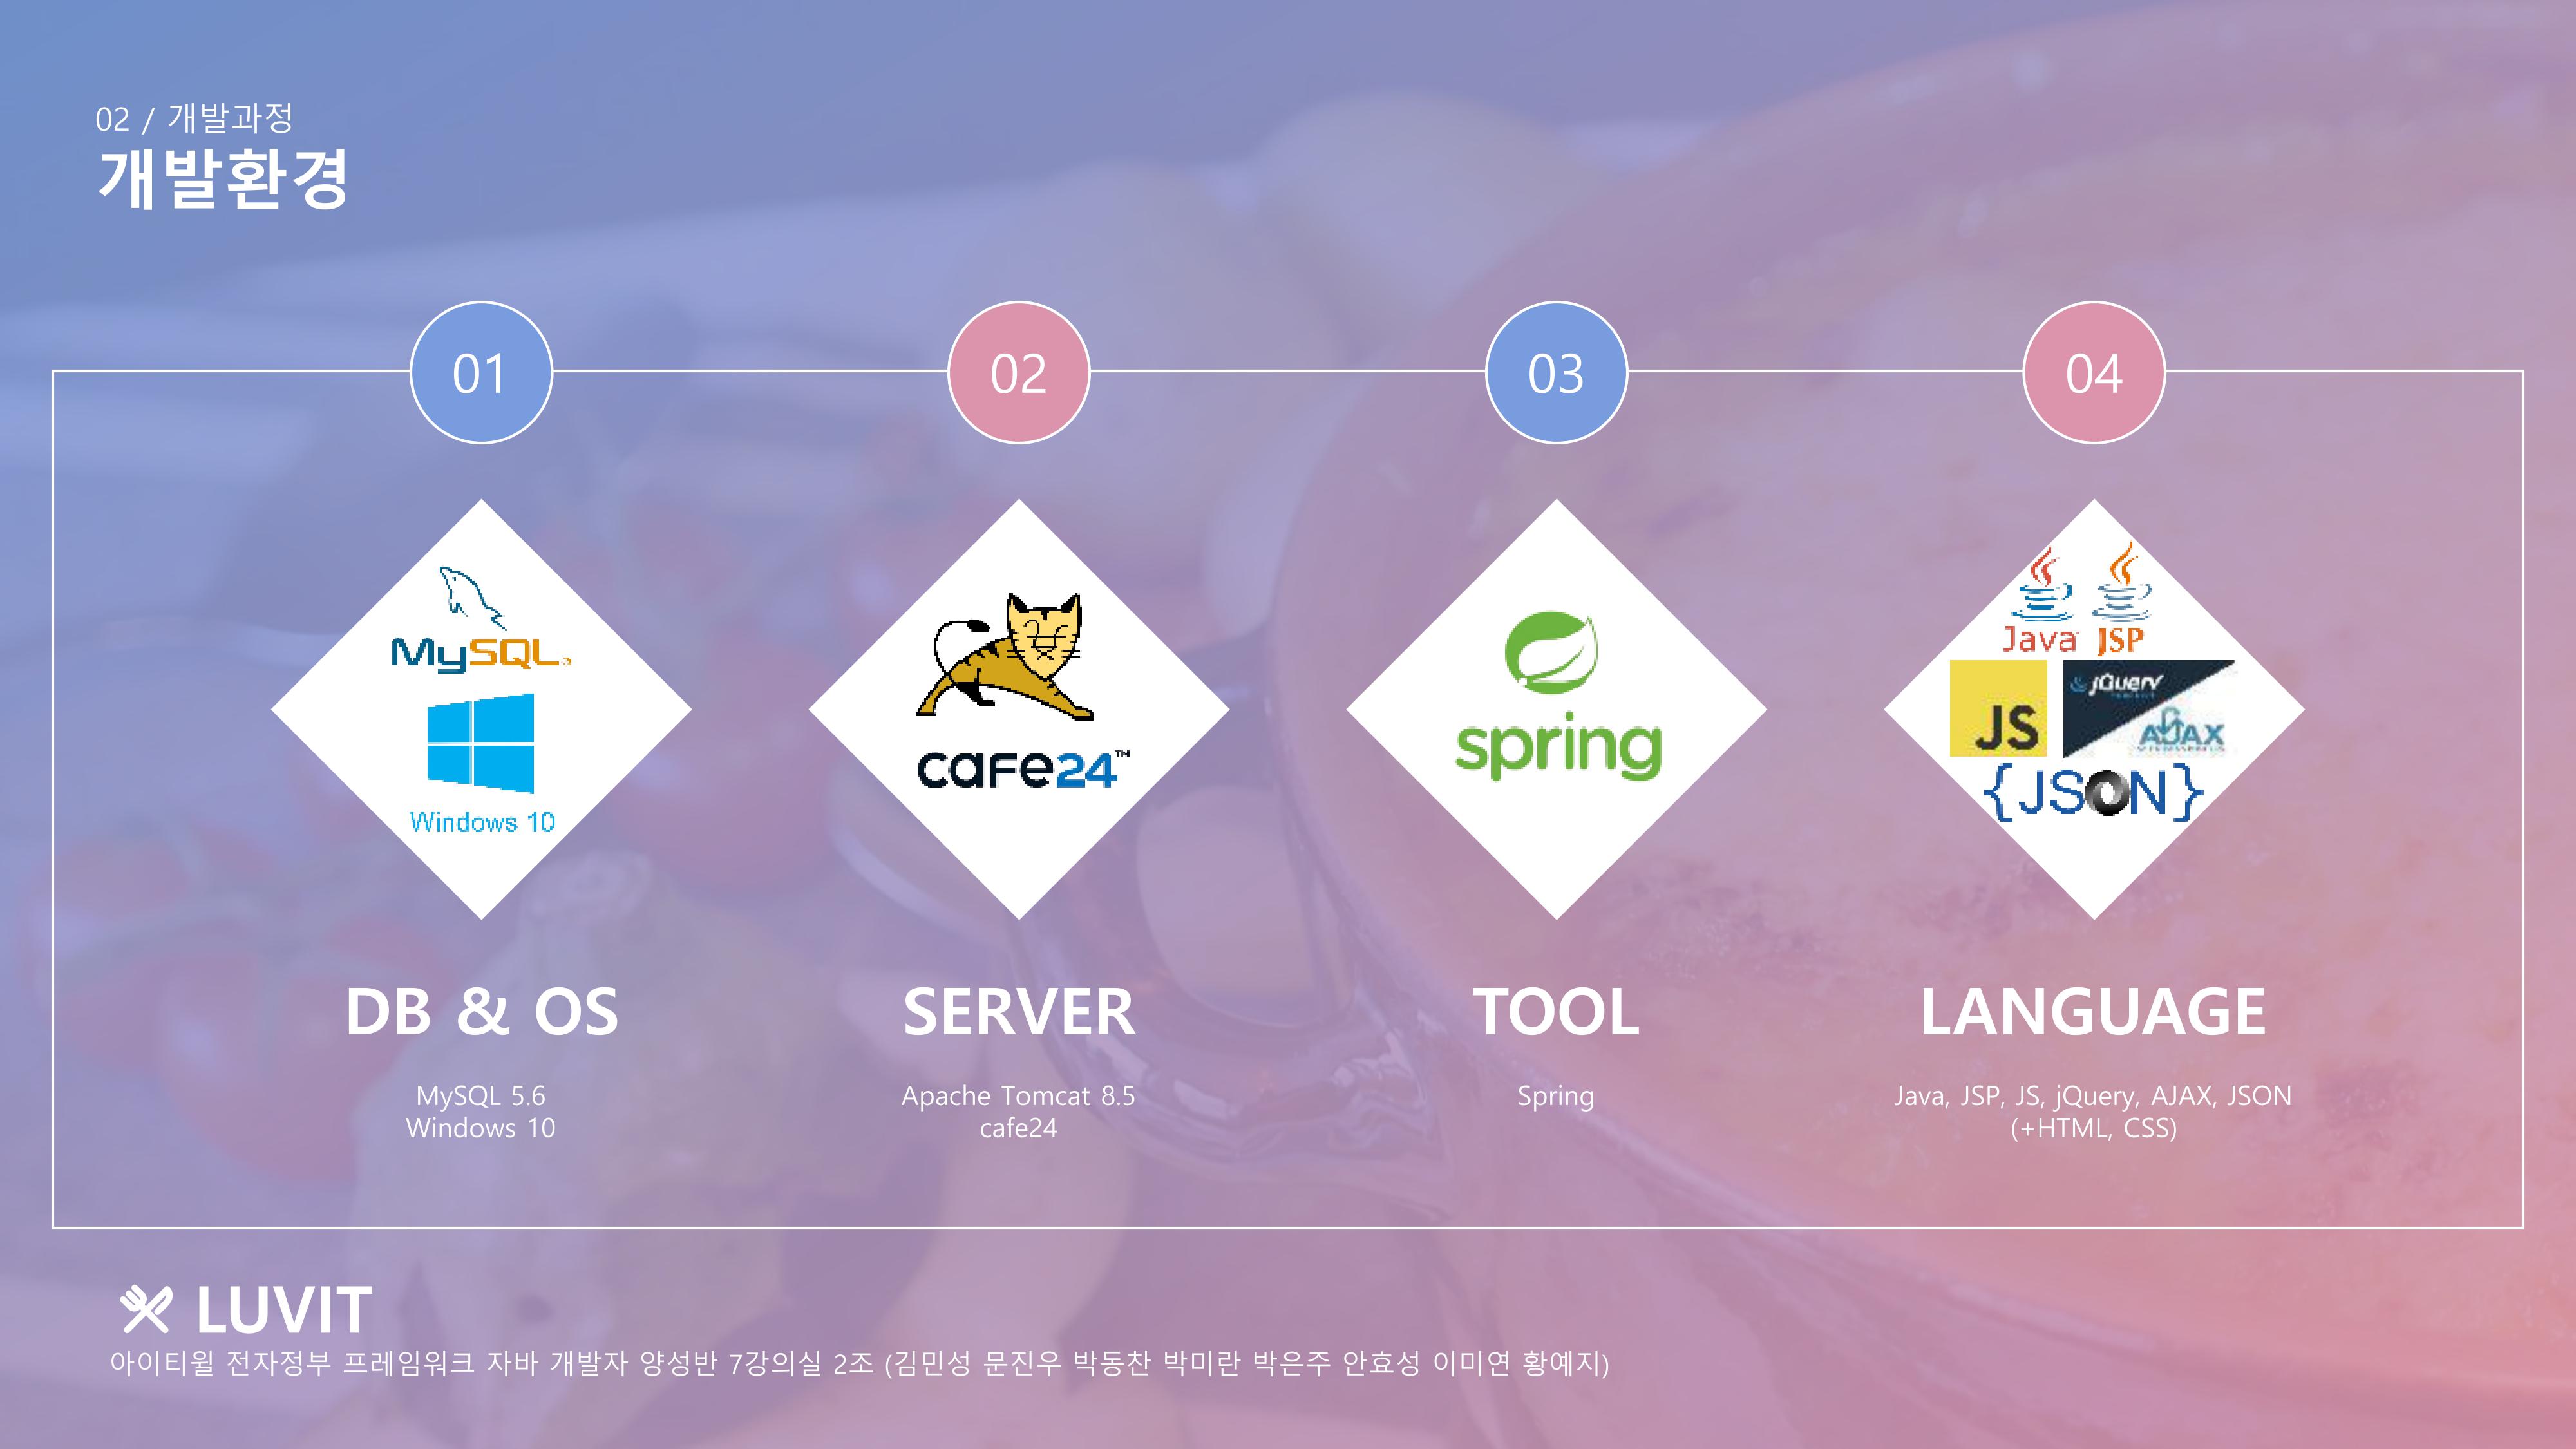 02 / 개발과정
개발환경
01
02
03
04
MySQL
Windows 10
cafe24™
spring
Java JSP
JS
jQuery
AJAX
{JSON}
DB & OS
MySQL 5.6
Windows 10
SERVER
Apache Tomcat 8.5
cafe24
TOOL
Spring
LANGUAGE
Java, JSP, JS, jQuery, AJAX, JSON
(+HTML, CSS)
LUVIT
아이티윌 전자정부 프레임워크 자바 개발자 양성반 7강의실 2조 (김민성 문진우 박동찬 박미란 박은주 안효성 이미연 황예지)